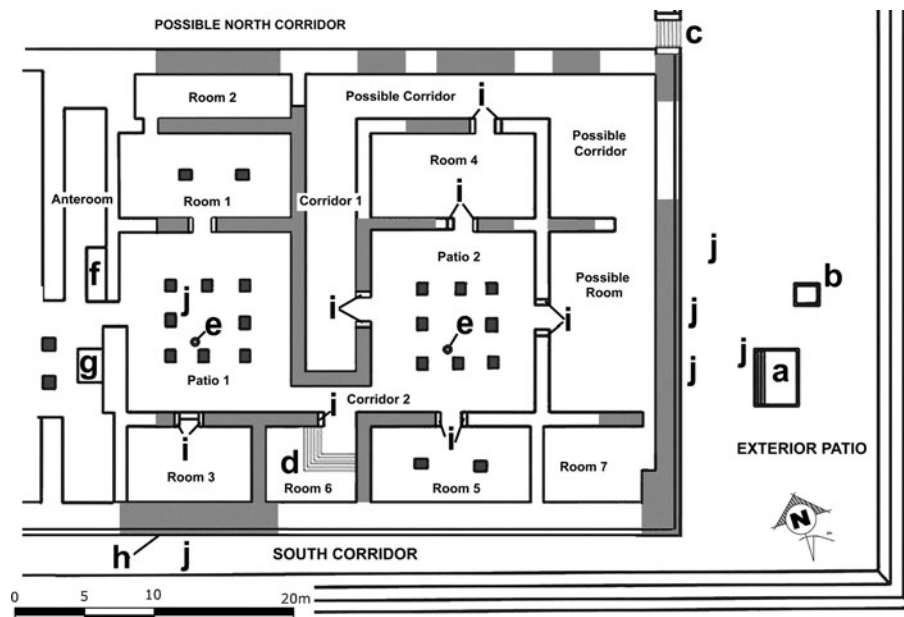 POSSIBLE NORTH CORRIDOR
c
Room 2
Possible Corridor
i
Possible
Corridor
Room 4
Anteroom
Room 1
Corridor 1
i
j
Patio 2
f
j
Possible
Room
b
i
i
j
e
e
j
g
j
a
Patio 1
Corridor 2
i
i
i
EXTERIOR PATIO
d
Room 3
Room 6
Room 5
Room 7
N
h
j
SOUTH CORRIDOR
0
5
10
20m